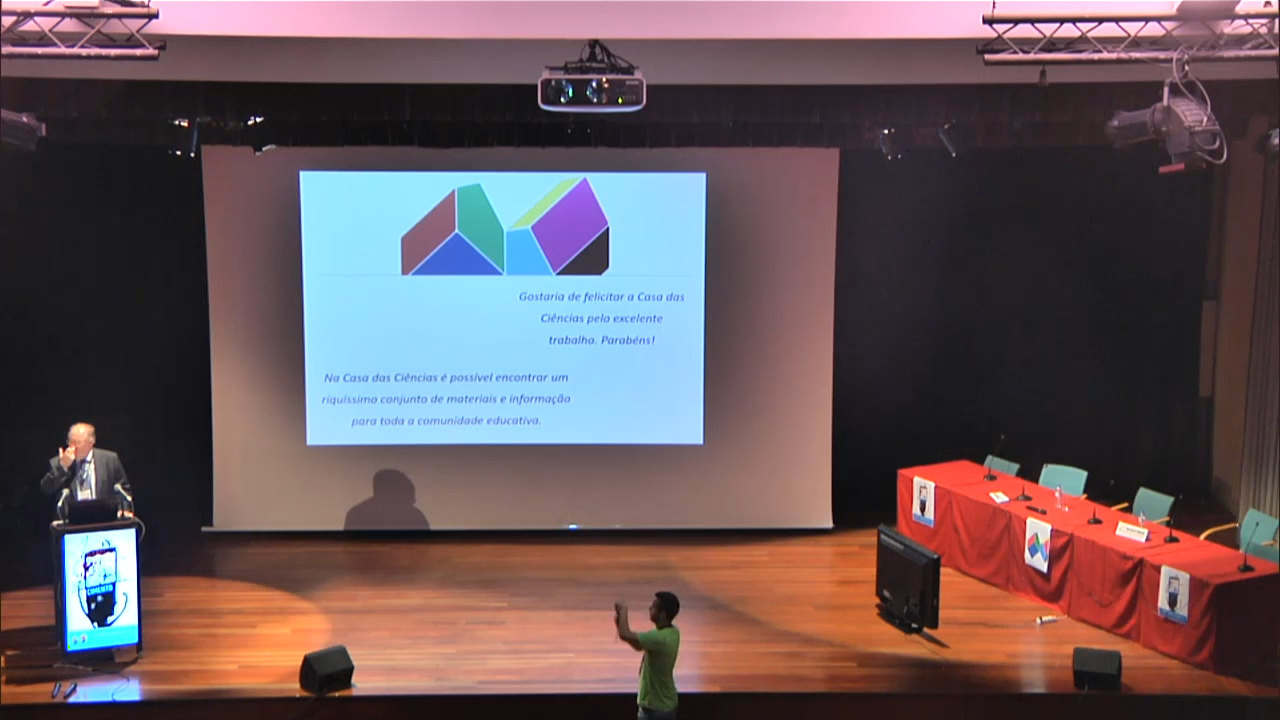 Gostaria de felicitar a Casa das
Ciências pelo excelente
trabalho. Parabéns!
Na Casa das Ciências é possível encontrar um
riquíssimo conjunto de materiais e informação
para toda a comunidade educativa.
CIMENTO